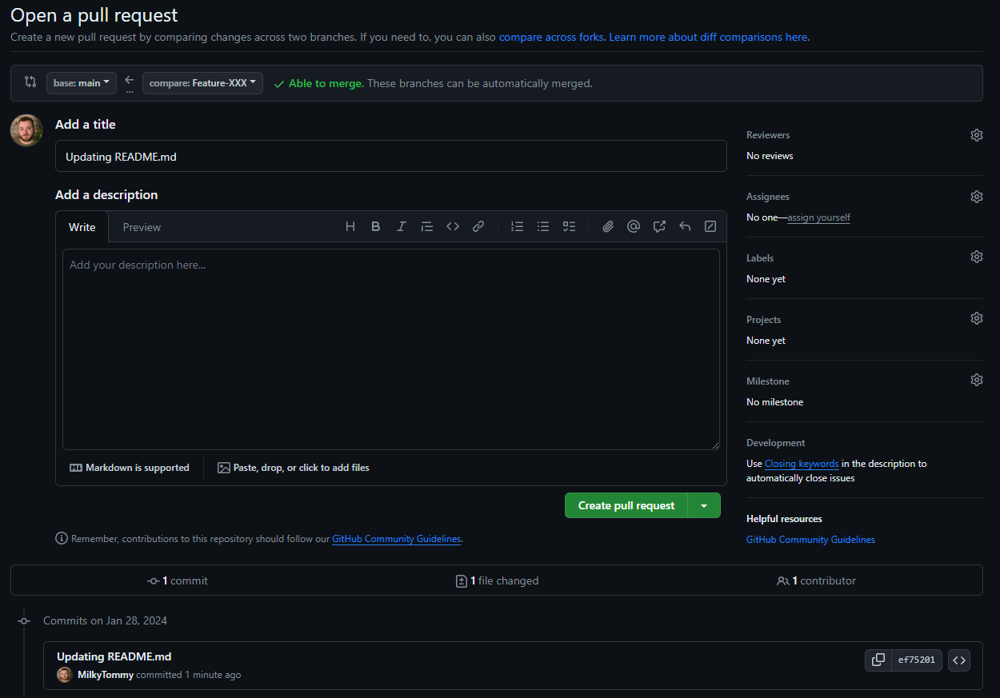 Open a pull request
Create a new pull request by comparing changes across two branches. If you need to, you can also compare across forks. Learn more about diff comparisons here.
base: main
compare: Feature-XXX
Able to merge. These branches can be automatically merged.
Add a title
Updating README.md
Add a description
Write
Preview
Add your description here...
Markdown is supported
Paste, drop, or click to add files
Create pull request
Remember, contributions to this repository should follow our GitHub Community Guidelines.
Reviewers
No reviews
Assignees
No one—assign yourself
Labels
None yet
Projects
None yet
Milestone
No milestone
Development
Use Closing keywords in the description to
automatically close issues
Helpful resources
GitHub Community Guidelines
1 commit
1 file changed
1 contributor
Commits on Jan 28, 2024
Updating README.md
MilkyTommy committed 1 minute ago
ef75201